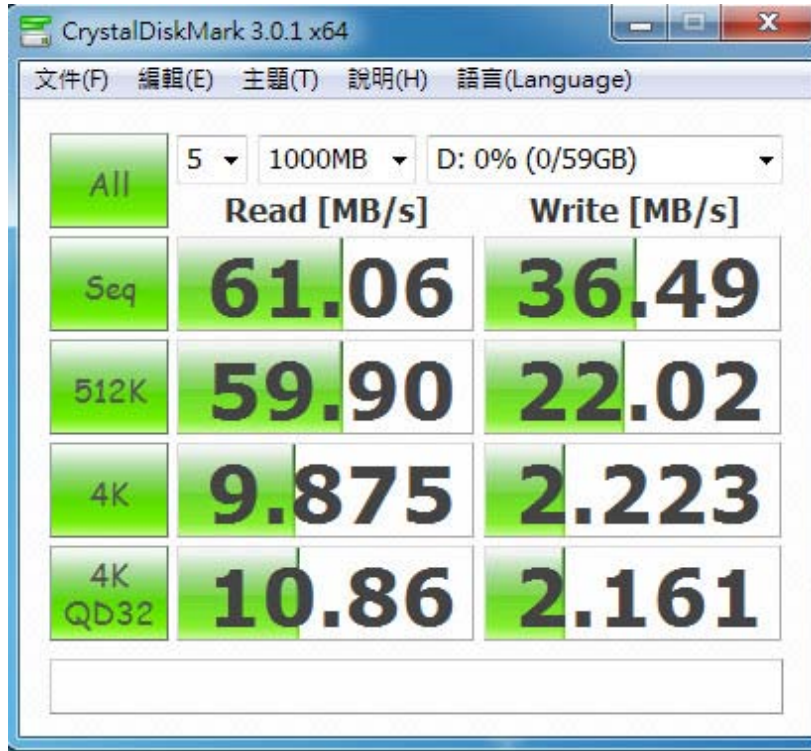 CrystalDiskMark 3.0.1 x64
文件(F) 編輯(E) 主題(T) 說明(H) 語言(Language)
All 5 1000MB D: 0% (0/59GB)
Read [MB/s] Write [MB/s]
Seq 61.06 36.49
512K 59.90 22.02
4K 9.875 2.223
4K QD32 10.86 2.161